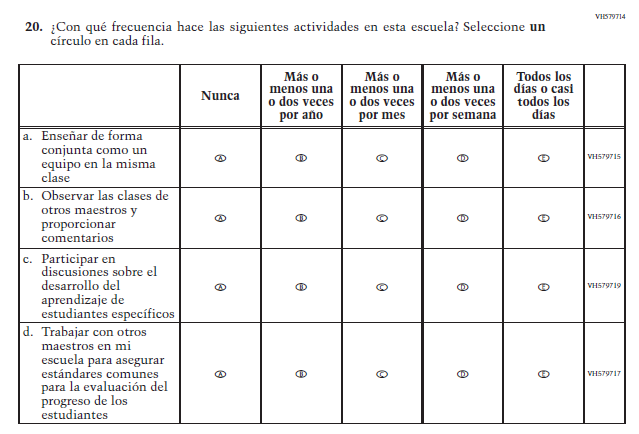 VH579714
20. ¿Con qué frecuencia hace las siguientes actividades en esta escuela? Seleccione un
círculo en cada fila.
Nunca
Más o
menos una
o dos veces
por año
Más o
menos una
o dos veces
por mes
Más o
menos una
o dos veces
por semana
Todos los
días o casi
todos los
días
a. Enseñar de forma
conjunta como un
equipo en la misma
clase
A B C D E VH579715
b. Observar las clases de
otros maestros y
proporcionar
comentarios
A B C D E VH579716
c. Participar en
discusiones sobre el
desarrollo del
aprendizaje de
estudiantes específicos
A B C D E VH579719
d. Trabajar con otros
maestros en mi
escuela para asegurar
estándares comunes
para la evaluación del
progreso de los
estudiantes
A B C D E VH579717